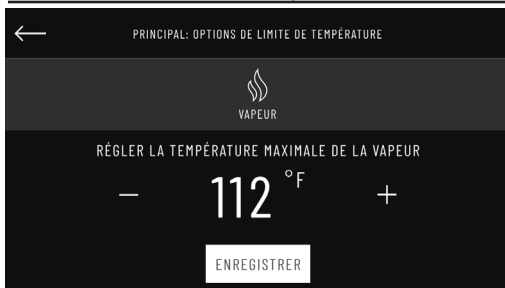 PRINCIPAL: OPTIONS DE LIMITE DE TEMPÉRATURE
VAPEUR
RÉGLER LA TEMPÉRATURE MAXIMALE DE LA VAPEUR
− 112 °F +
ENREGISTRER